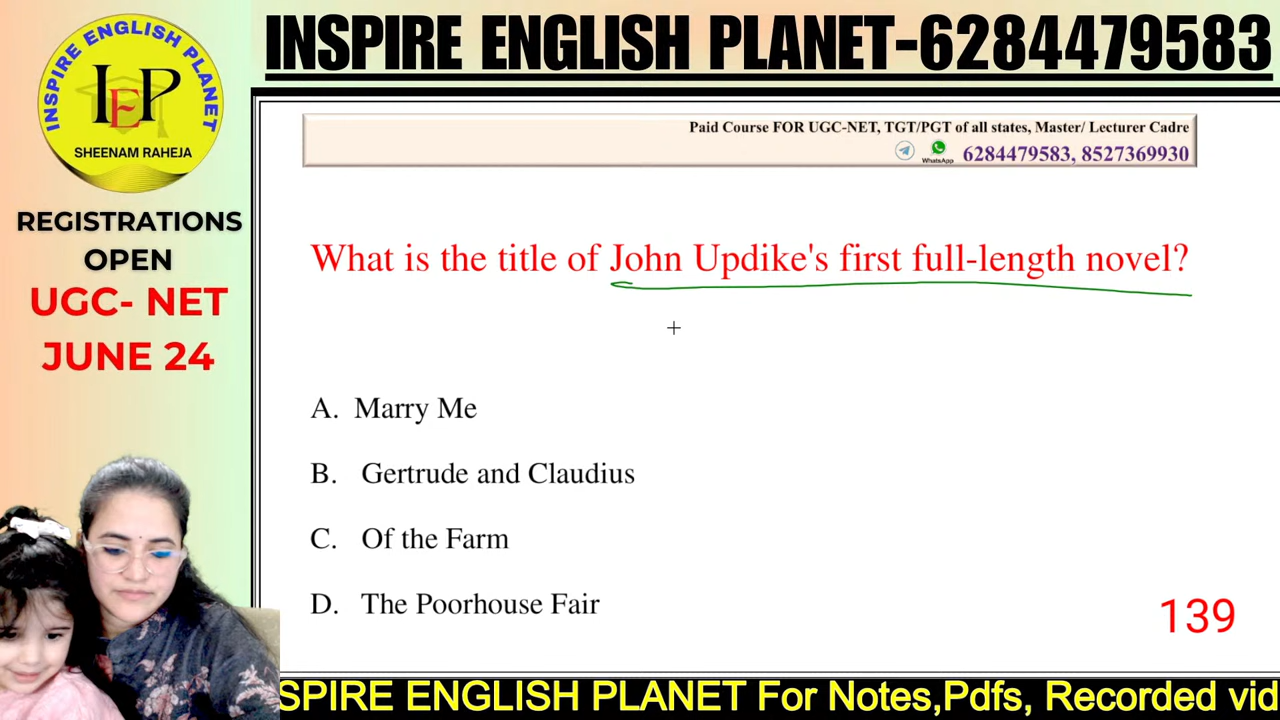 INSPIRE ENGLISH PLANET-6284479583
INSPIRE ENGLISH PLANET
IEP
SHEENAM RAHEJA
REGISTRATIONS
OPEN
UGC- NET
JUNE 24
Paid Course FOR UGC-NET, TGT/PGT of all states, Master/ Lecturer Cadre
WhatsApp 6284479583, 8527369930
What is the title of John Updike's first full-length novel?
A. Marry Me
B. Gertrude and Claudius
C. Of the Farm
D. The Poorhouse Fair
139
SPIRE ENGLISH PLANET For Notes,Pdfs, Recorded vid